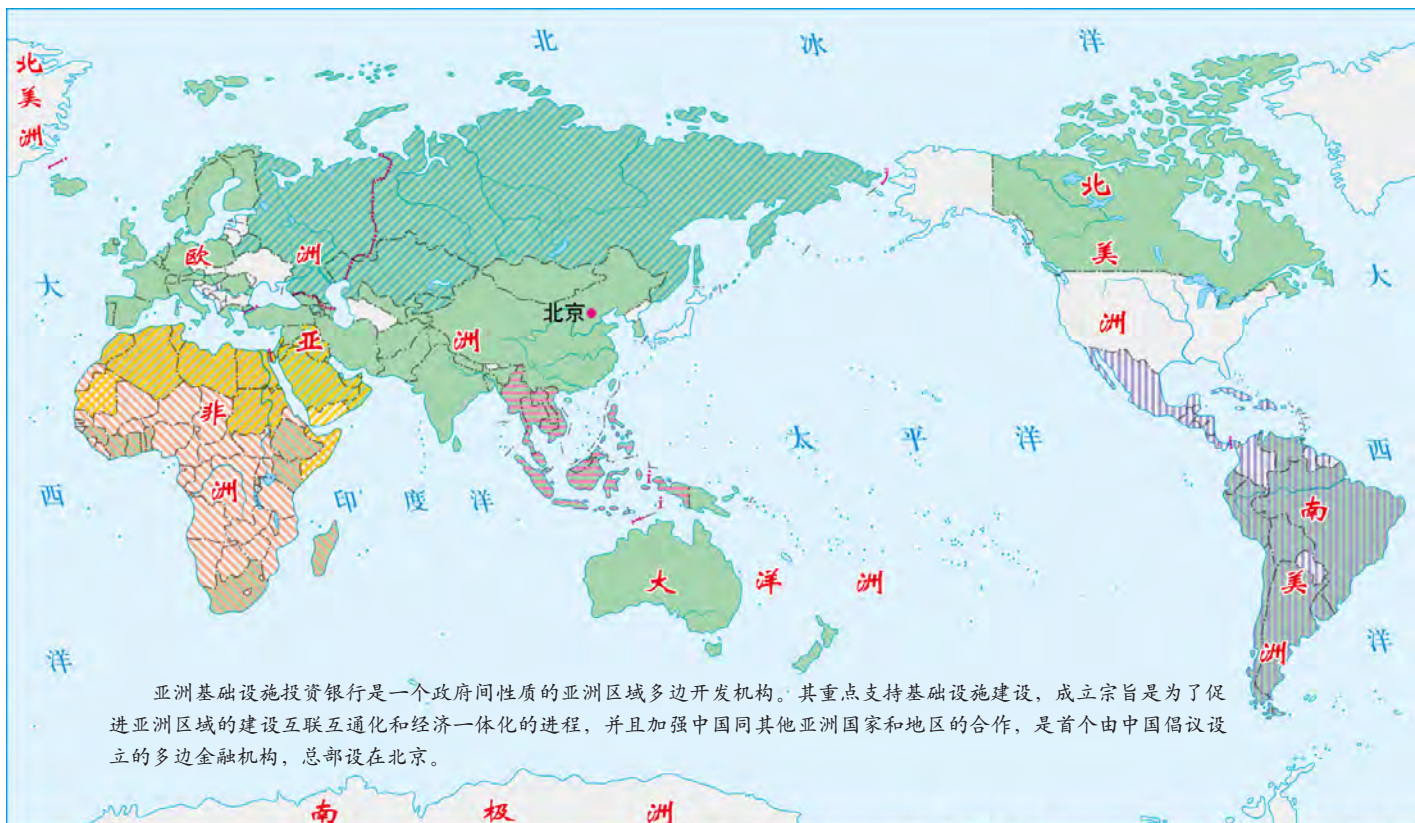 北 冰 洋
北美洲
北
欧 洲
美
大
大
北京
洲
亚 洲
非
太 平 洋
西
西
洲
印 度 洋
南
大 洋 洲
美
洋
洋
洲
亚洲基础设施投资银行是一个政府间性质的亚洲区域多边开发机构。其重点支持基础设施建设，成立宗旨是为了促
进亚洲区域的建设互联互通化和经济一体化的进程，并且加强中国同其他亚洲国家和地区的合作，是首个由中国倡议设
立的多边金融机构，总部设在北京。
南 极 洲